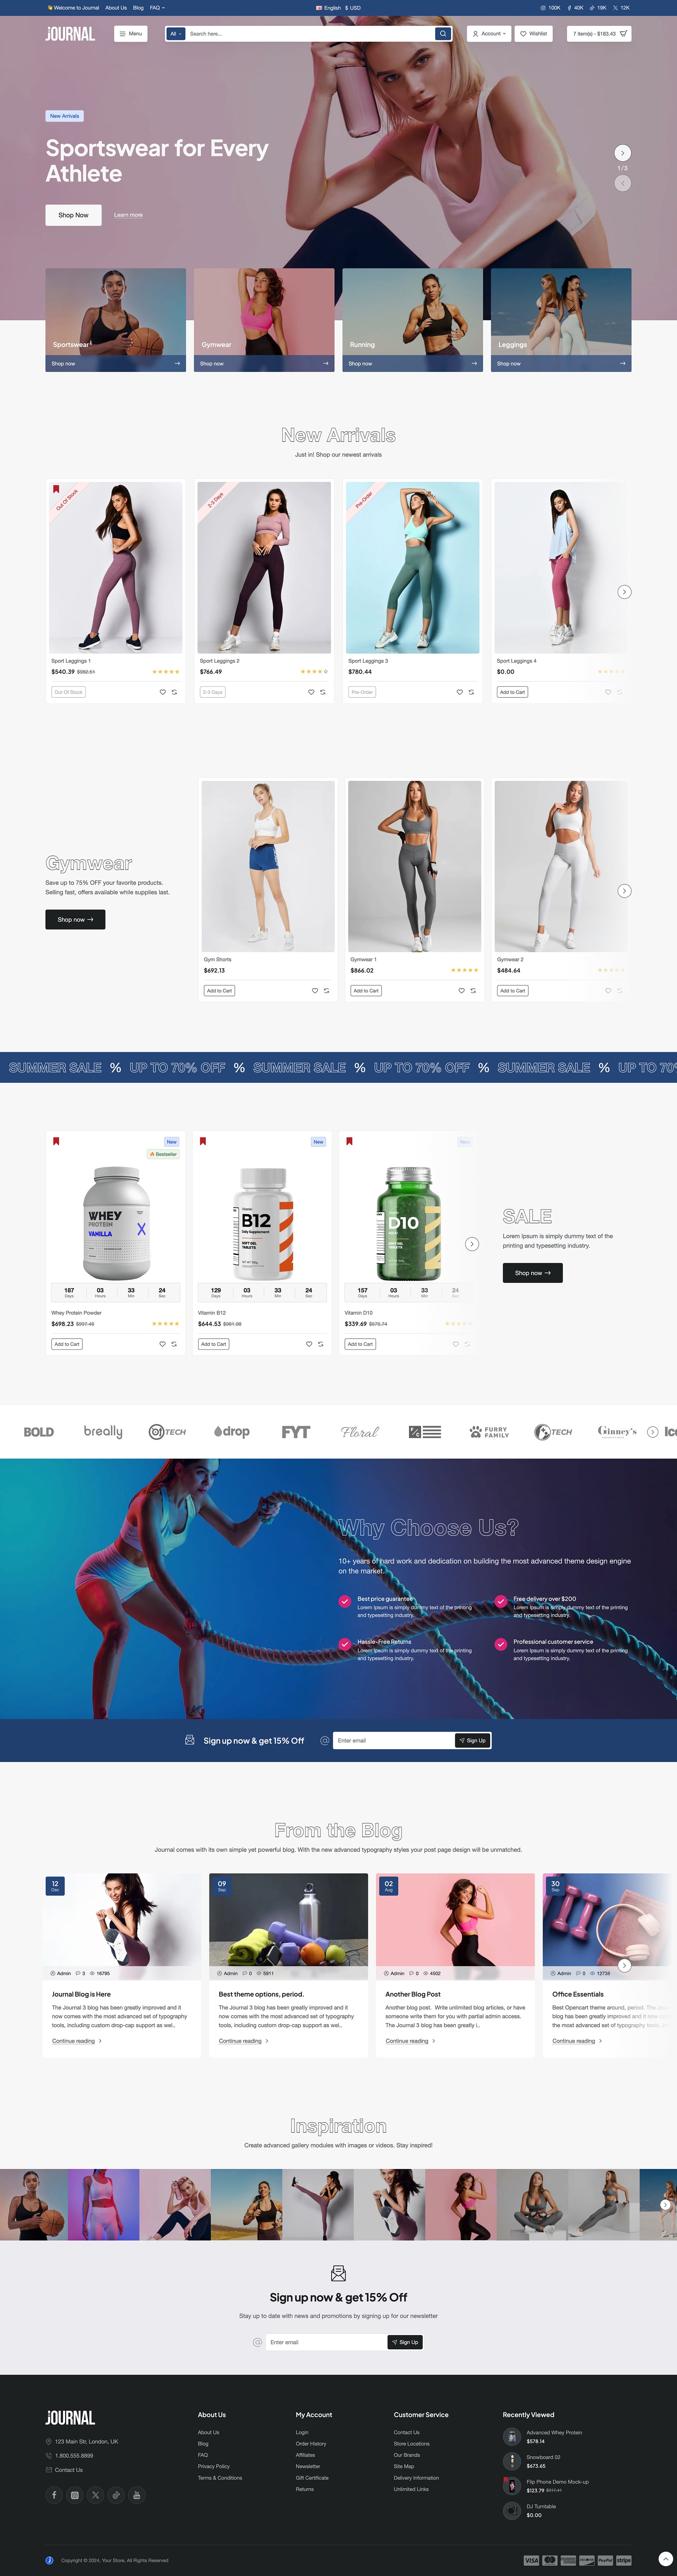 👋 Welcome to Journal About Us Blog FAQ
English $ USD
100K 40K 19K 12K
JOURNAL
Menu
All Search here...
Account Wishlist
7 item(s) - $183.43
New Arrivals
Sportswear for Every
Athlete
Shop Now Learn more
1 / 3
Sportswear Gymwear Running Leggings
Shop now Shop now Shop now Shop now
New Arrivals
Just in! Shop our newest arrivals
Out Of Stock 2-3 Days Pre-Order
Sport Leggings 1 Sport Leggings 2 Sport Leggings 3 Sport Leggings 4
$540.39 $766.49 $780.44 $0.00
Out Of Stock 2-3 Days Pre-Order Add to Cart
Gymwear
Save up to 75% OFF your favorite products.
Selling fast, offers available while supplies last.
Shop now
Gym Shorts Gymwear 1 Gymwear 2
$692.13 $866.02 $484.64
Add to Cart Add to Cart Add to Cart
SUMMER SALE % UP TO 70% OFF % SUMMER SALE % UP TO 70% OFF % SUMMER SALE % UP TO 70%
New New New
🔥 Bestseller
WHEY
PROTEIN
VANILLA
Vitamin
B12
Daily Supplement
SOFT GEL
TABLETS
D10
SOFT GEL
TABLETS
187 03 33 24 129 03 33 24 157 03 33 24
Days Hours Min Sec Days Hours Min Sec Days Hours Min Sec
Whey Protein Powder Vitamin B12 Vitamin D10
$698.23 $644.53 $339.69
Add to Cart Add to Cart Add to Cart
SALE
Lorem Ipsum is simply dummy text of the
printing and typesetting industry.
Shop now
BOLD breally TECH drop FYT Floral FURRY FAMILY TECH Ginney's Ico
Why Choose Us?
10+ years of hard work and dedication on building the most advanced theme design engine
on the market.
Best price guarantee
Lorem Ipsum is simply dummy text of the printing
and typesetting industry.
Free delivery over $200
Lorem Ipsum is simply dummy text of the printing
and typesetting industry.
Hassle-Free Returns
Lorem Ipsum is simply dummy text of the printing
and typesetting industry.
Professional customer service
Lorem Ipsum is simply dummy text of the printing
and typesetting industry.
Sign up now & get 15% Off
Enter email Sign Up
From the Blog
Journal comes with its own simple yet powerful blog. With the new advanced typography styles your post page design will be unmatched.
12
Dec
Admin 3 16795
Journal Blog is Here
The Journal 3 blog has been greatly improved and it
now comes with the most advanced set of typography
tools, including custom drop-cap support as wel..
Continue reading
09
Sep
Admin 0 5911
Best theme options, period.
The Journal 3 blog has been greatly improved and it
now comes with the most advanced set of typography
tools, including custom drop-cap support as wel..
Continue reading
02
Aug
Admin 0 4502
Another Blog Post
Another blog post. Write unlimited blog articles, or have
someone write them for you with partial admin access.
The Journal 3 blog has been greatly i..
Continue reading
30
Sep
Admin 0 12738
Office Essentials
Best Opencart theme around, period. The
blog has been greatly improved and it now
the most advanced set of typography tools,
Continue reading
Inspiration
Create advanced gallery modules with images or videos. Stay inspired!
Sign up now & get 15% Off
Stay up to date with news and promotions by signing up for our newsletter
Enter email Sign Up
JOURNAL
123 Main Str, London, UK
1.800.555.8899
Contact Us
About Us
About Us
Blog
FAQ
Privacy Policy
Terms & Conditions
My Account
Login
Order History
Affiliates
Newsletter
Gift Certificate
Returns
Customer Service
Contact Us
Store Locations
Our Brands
Site Map
Delivery Information
Unlimited Links
Recently Viewed
Advanced Whey Protein
$578.14
Snowboard 02
$673.65
Flip Phone Demo Mock-up
$123.79
DJ Turntable
$0.00
Copyright © 2024, Your Store, All Rights Reserved
VISA PayPal stripe